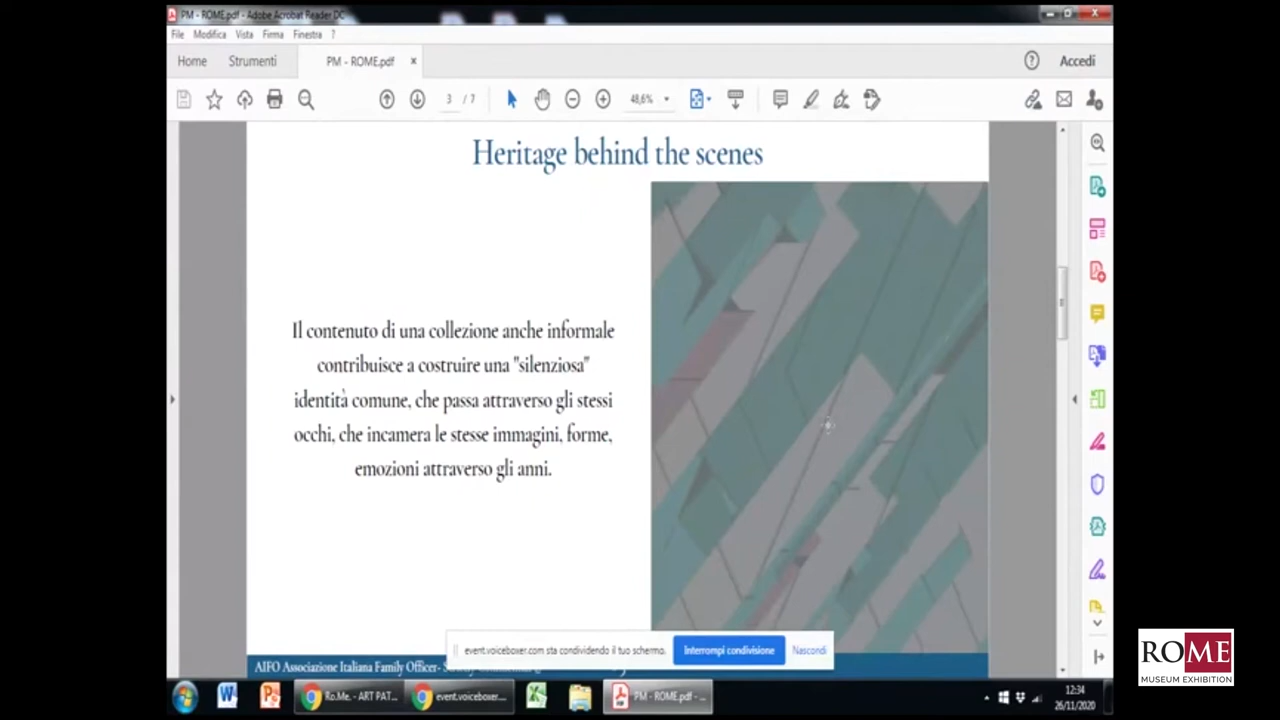 PM - ROME.pdf - Adobe Acrobat Reader DC
File Modifica Vista Firma Finestra ?
Home Strumenti PM - ROME.pdf × Accedi
3 / 7 48,6%
Heritage behind the scenes
Il contenuto di una collezione anche informale
contribuisce a costruire una "silenziosa"
identità comune, che passa attraverso gli stessi
occhi, che incamera le stesse immagini, forme,
emozioni attraverso gli anni.
event.voiceboxer.com sta condividendo il tuo schermo. Interrompi condivisione Nascondi
AIFO Associazione Italiana Family Officer-
ROME
MUSEUM EXHIBITION
Ro.Me. - ART PAT... event.voiceboxer.... PM - ROME.pdf - ...
12:34
26/11/2020